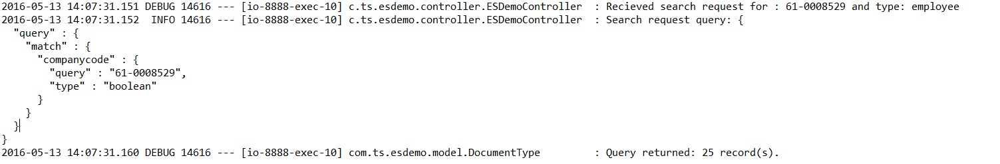 2016-05-13 14:07:31.151 DEBUG 14616 --- [io-8888-exec-10] c.ts.esdemo.controller.ESDemoController  : Recieved search request for : 61-0008529 and type: employee
2016-05-13 14:07:31.152  INFO 14616 --- [io-8888-exec-10] c.ts.esdemo.controller.ESDemoController  : Search request query: {
  "query" : {
    "match" : {
      "companycode" : {
        "query" : "61-0008529",
        "type" : "boolean"
      }
    }
  }
}
2016-05-13 14:07:31.160 DEBUG 14616 --- [io-8888-exec-10] com.ts.esdemo.model.DocumentType         : Query returned: 25 record(s).